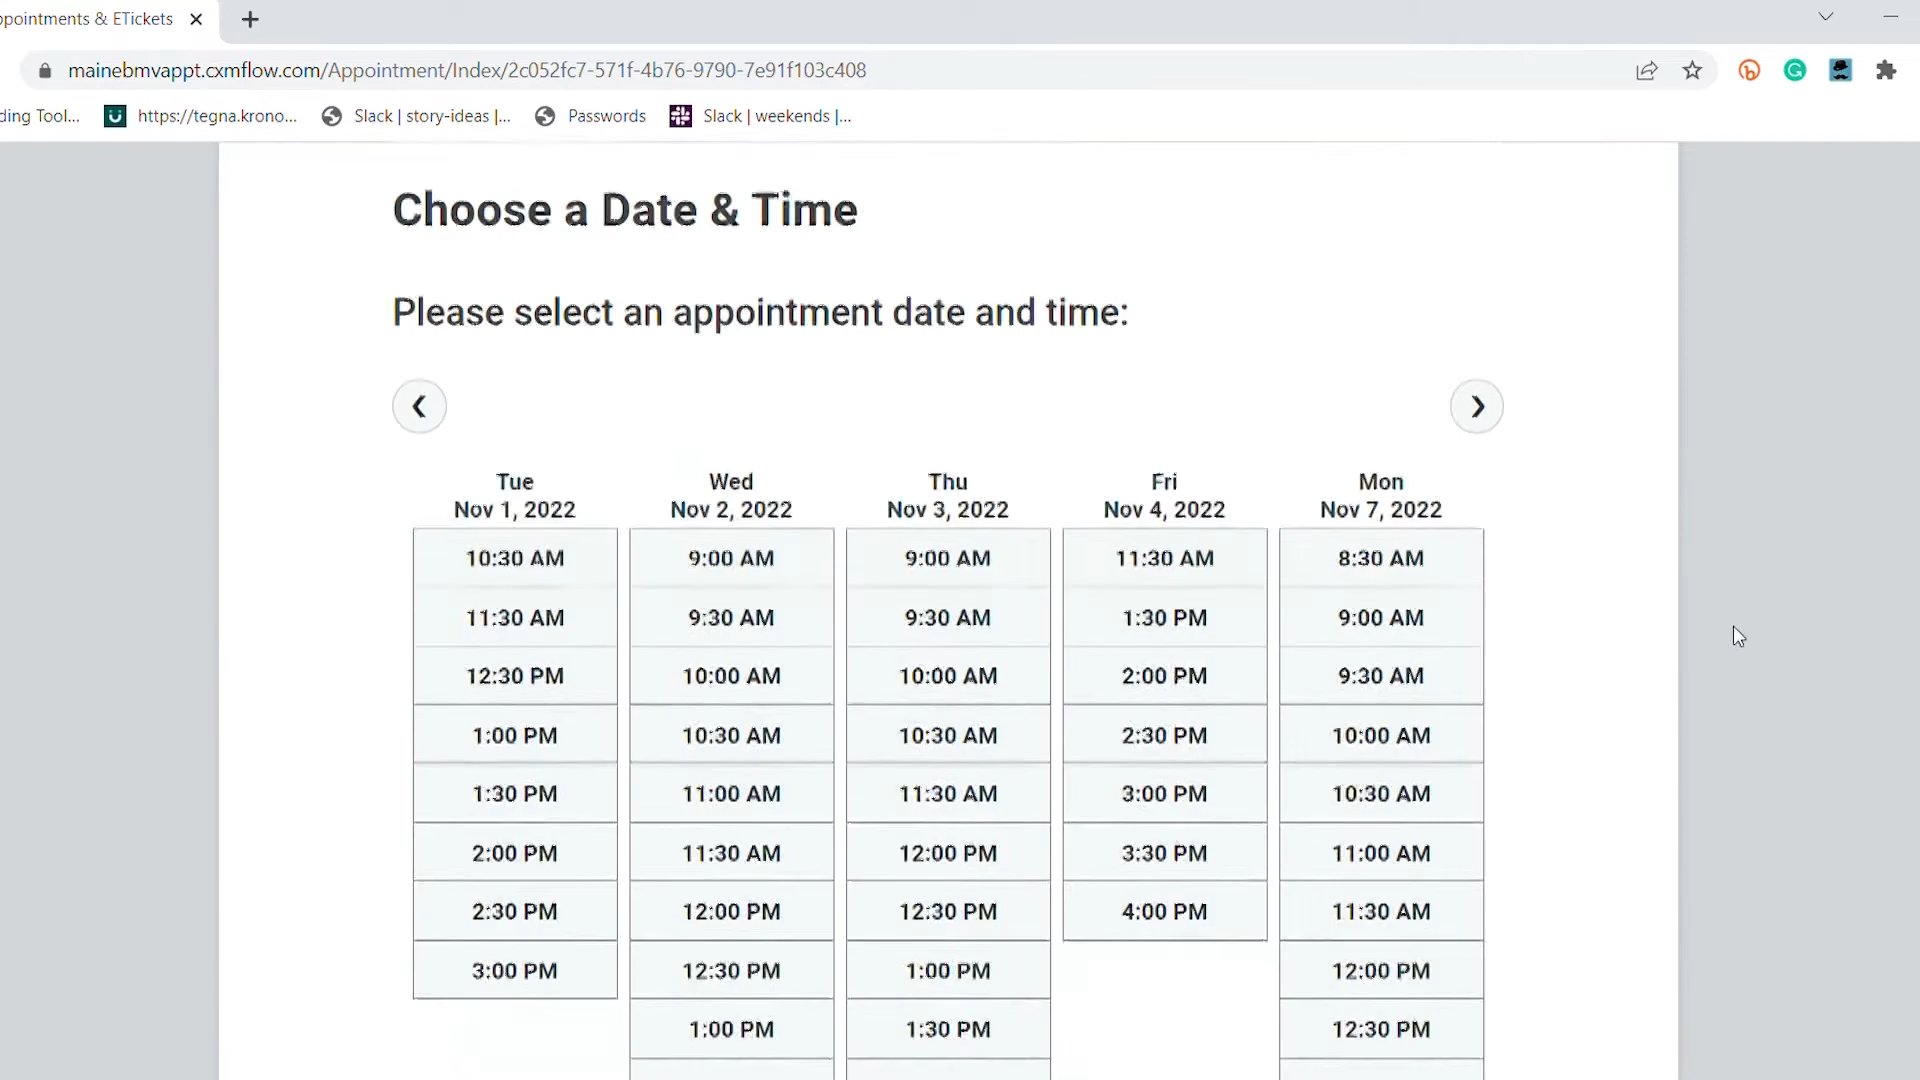 ppointments & ETickets
mainebmvappt.cxmflow.com/Appointment/Index/2c052fc7-571f-4b76-9790-7e91f103c408
ding Tool... https://tegna.krono... Slack | story-ideas |... Passwords Slack | weekends |...
Choose a Date & Time
Please select an appointment date and time:
Tue Wed Thu Fri Mon
Nov 1, 2022 Nov 2, 2022 Nov 3, 2022 Nov 4, 2022 Nov 7, 2022
10:30 AM 9:00 AM 9:00 AM 11:30 AM 8:30 AM
11:30 AM 9:30 AM 9:30 AM 1:30 PM 9:00 AM
12:30 PM 10:00 AM 10:00 AM 2:00 PM 9:30 AM
1:00 PM 10:30 AM 10:30 AM 2:30 PM 10:00 AM
1:30 PM 11:00 AM 11:30 AM 3:00 PM 10:30 AM
2:00 PM 11:30 AM 12:00 PM 3:30 PM 11:00 AM
2:30 PM 12:00 PM 12:30 PM 4:00 PM 11:30 AM
3:00 PM 12:30 PM 1:00 PM 12:00 PM
1:00 PM 1:30 PM 12:30 PM